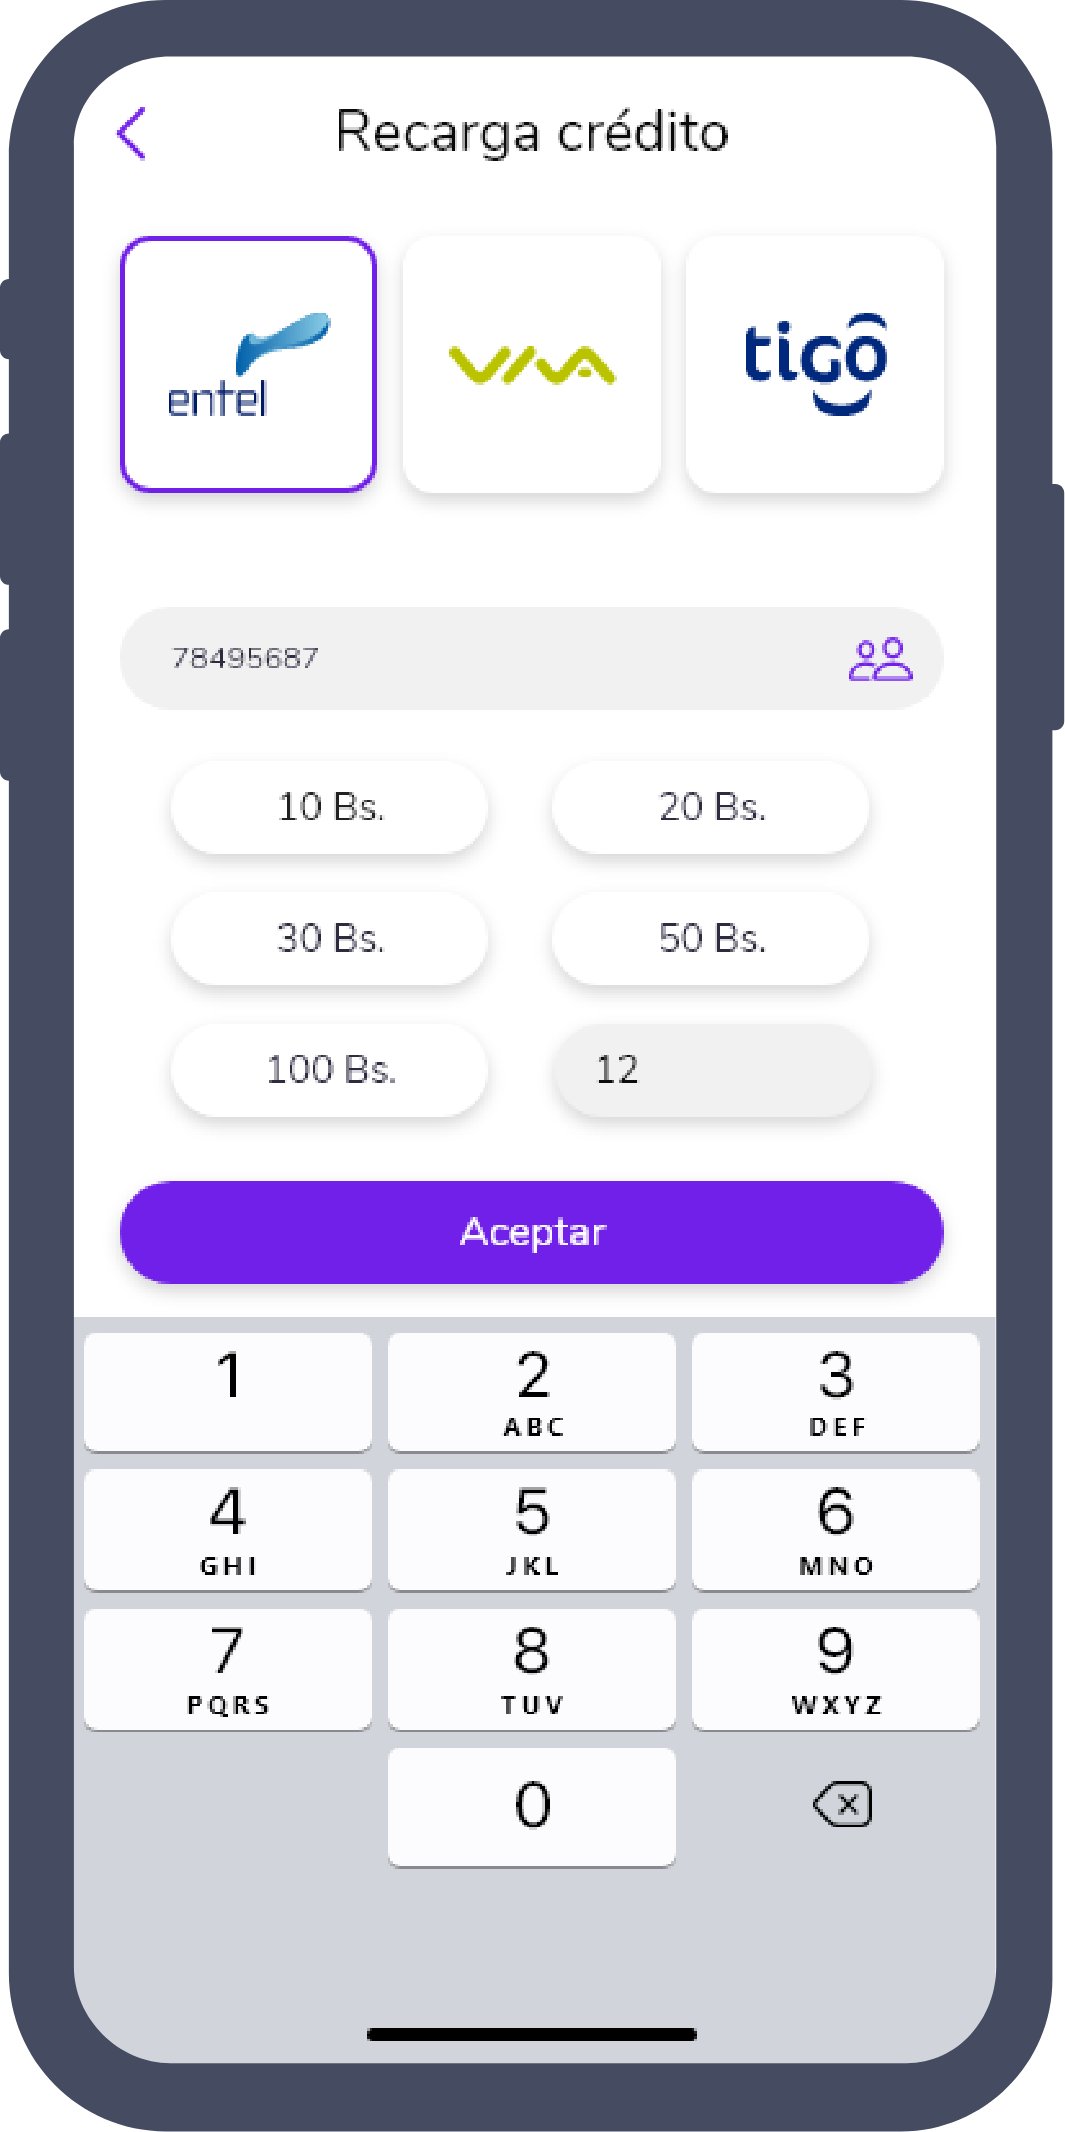 Recarga crédito
entel
VIVA
tigo
78495687
10 Bs.
20 Bs.
30 Bs.
50 Bs.
100 Bs.
12
Aceptar
1
2
ABC
3
DEF
4
GHI
5
JKL
6
MNO
7
PQRS
8
TUV
9
WXYZ
0